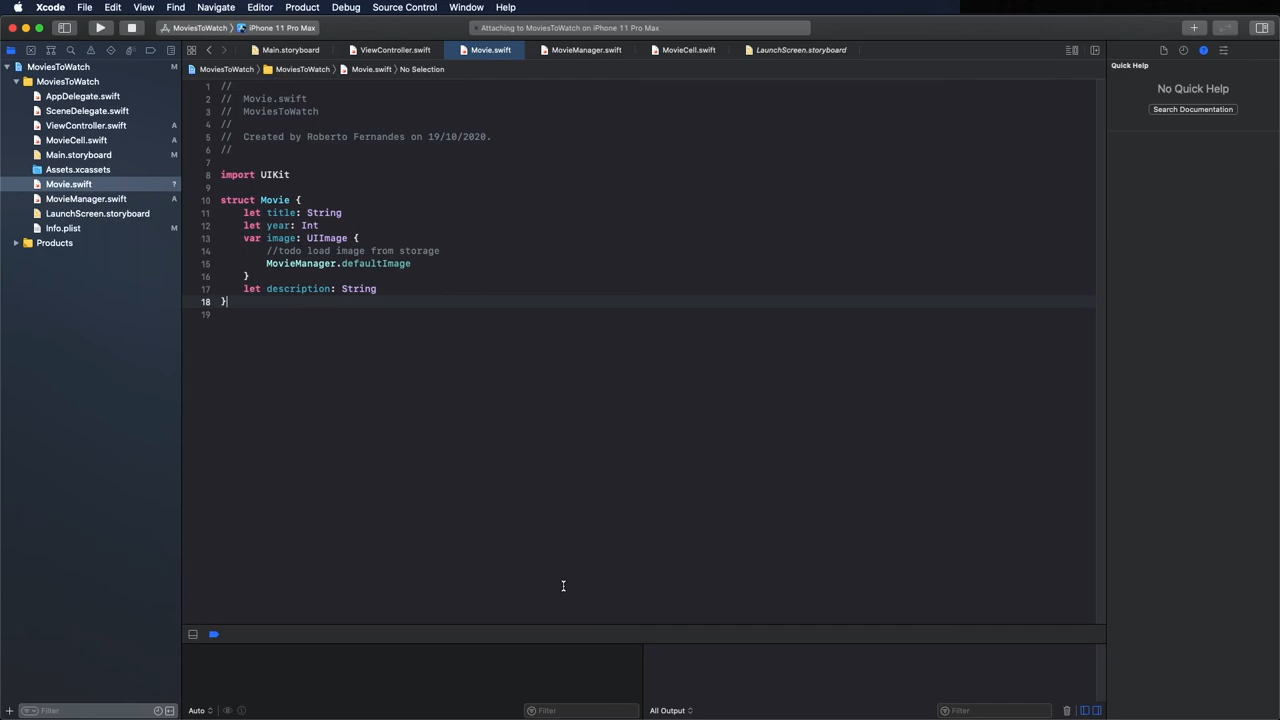 Xcode File Edit View Find Navigate Editor Product Debug Source Control Window Help
MoviesToWatch iPhone 11 Pro Max
Attaching to MoviesToWatch on iPhone 11 Pro Max
Main.storyboard ViewController.swift Movie.swift MovieManager.swift MovieCell.swift LaunchScreen.storyboard
MoviesToWatch MoviesToWatch Movie.swift No Selection
MoviesToWatch M
MoviesToWatch
AppDelegate.swift
SceneDelegate.swift
ViewController.swift A
MovieCell.swift A
Main.storyboard M
Assets.xcassets
Movie.swift ?
MovieManager.swift A
LaunchScreen.storyboard
Info.plist M
Products
1 //
2 //  Movie.swift
3 //  MoviesToWatch
4 //
5 //  Created by Roberto Fernandes on 19/10/2020.
6 //
7
8 import UIKit
9
10 struct Movie {
11     let title: String
12     let year: Int
13     var image: UIImage {
14         //todo load image from storage
15         MovieManager.defaultImage
16     }
17     let description: String
18 }
19
Quick Help
No Quick Help
Search Documentation
Filter
Auto
Filter
All Output
Filter